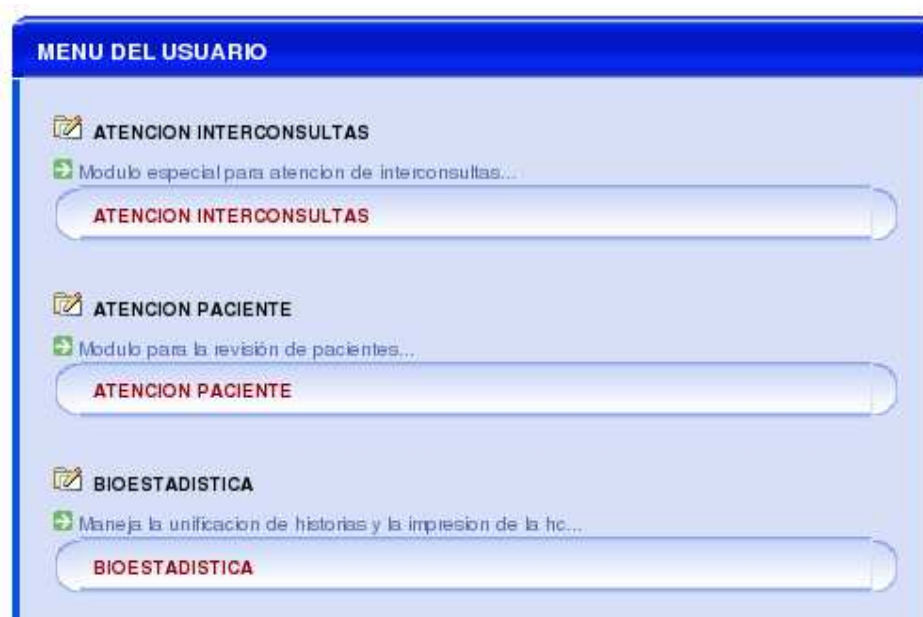 MENU DEL USUARIO
ATENCION INTERCONSULTAS
Modulo especial para atencion de interconsultas...
ATENCION INTERCONSULTAS
ATENCION PACIENTE
Modulo para la revisión de pacientes...
ATENCION PACIENTE
BIOESTADISTICA
Maneja la unificacion de historias y la impresion de la hc...
BIOESTADISTICA